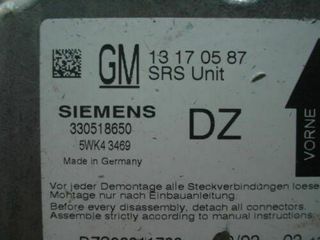 GM 13 17 05 87
SRS Unit
SIEMENS
DZ
330518650
5WK4 3469
Made in Germany
VORNE
Vor jeder Demontage alle Steckverbindungen loese
Montage nur nach Einbauanleitung
Before every disassembly, detach all connectors.
Assemble strictly according to manual instruction